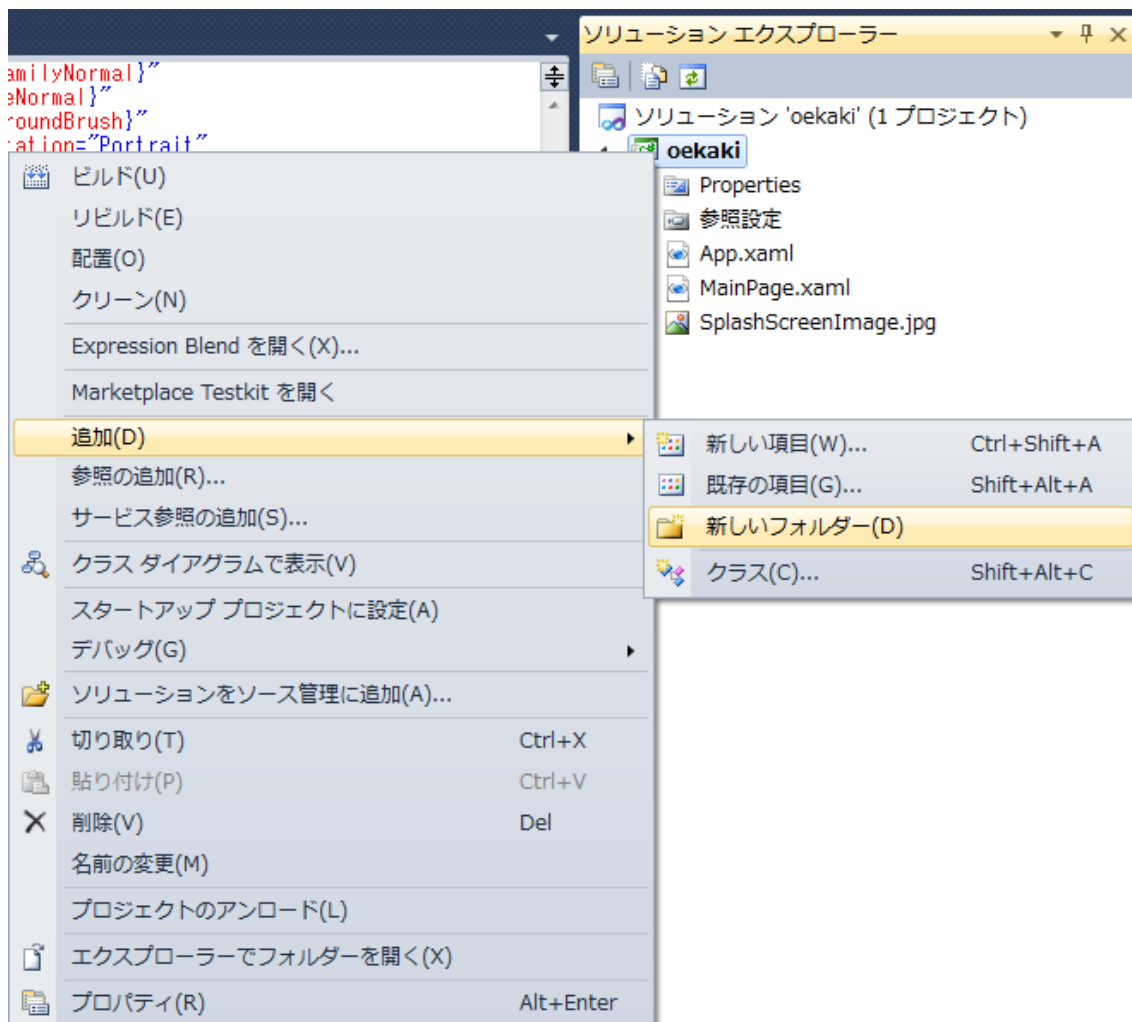 ソリューション エクスプローラー
amilyNormal}"
eNormal}"
roundBrush}"
ration="Portrait"
ソリューション 'oekaki' (1 プロジェクト)
oekaki
Properties
参照設定
App.xaml
MainPage.xaml
SplashScreenImage.jpg
ビルド(U)
リビルド(E)
配置(O)
クリーン(N)
Expression Blend を開く(X)...
Marketplace Testkit を開く
追加(D)
参照の追加(R)...
サービス参照の追加(S)...
クラス ダイアグラムで表示(V)
スタートアップ プロジェクトに設定(A)
デバッグ(G)
ソリューションをソース管理に追加(A)...
切り取り(T) Ctrl+X
貼り付け(P) Ctrl+V
削除(V) Del
名前の変更(M)
プロジェクトのアンロード(L)
エクスプローラーでフォルダーを開く(X)
プロパティ(R) Alt+Enter
新しい項目(W)... Ctrl+Shift+A
既存の項目(G)... Shift+Alt+A
新しいフォルダー(D)
クラス(C)... Shift+Alt+C